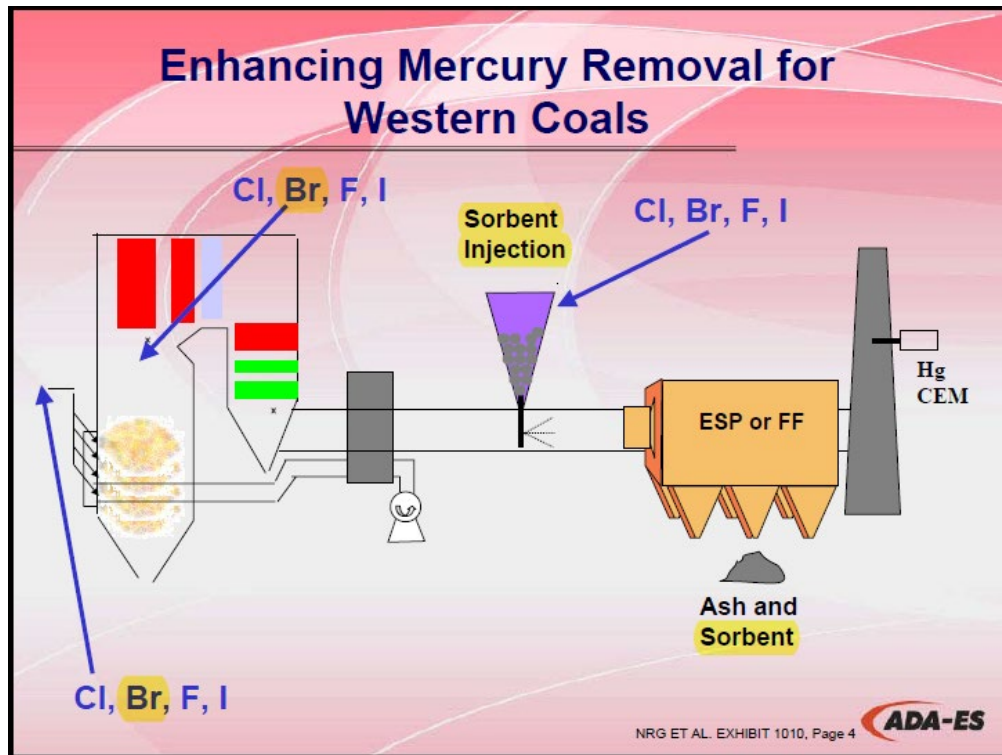 Enhancing Mercury Removal for
Western Coals
Cl, Br, F, I
Sorbent
Injection
Cl, Br, F, I
Hg
CEM
ESP or FF
x
x
Ash and
Sorbent
Cl, Br, F, I
NRG ET AL. EXHIBIT 1010, Page 4
ADA-ES